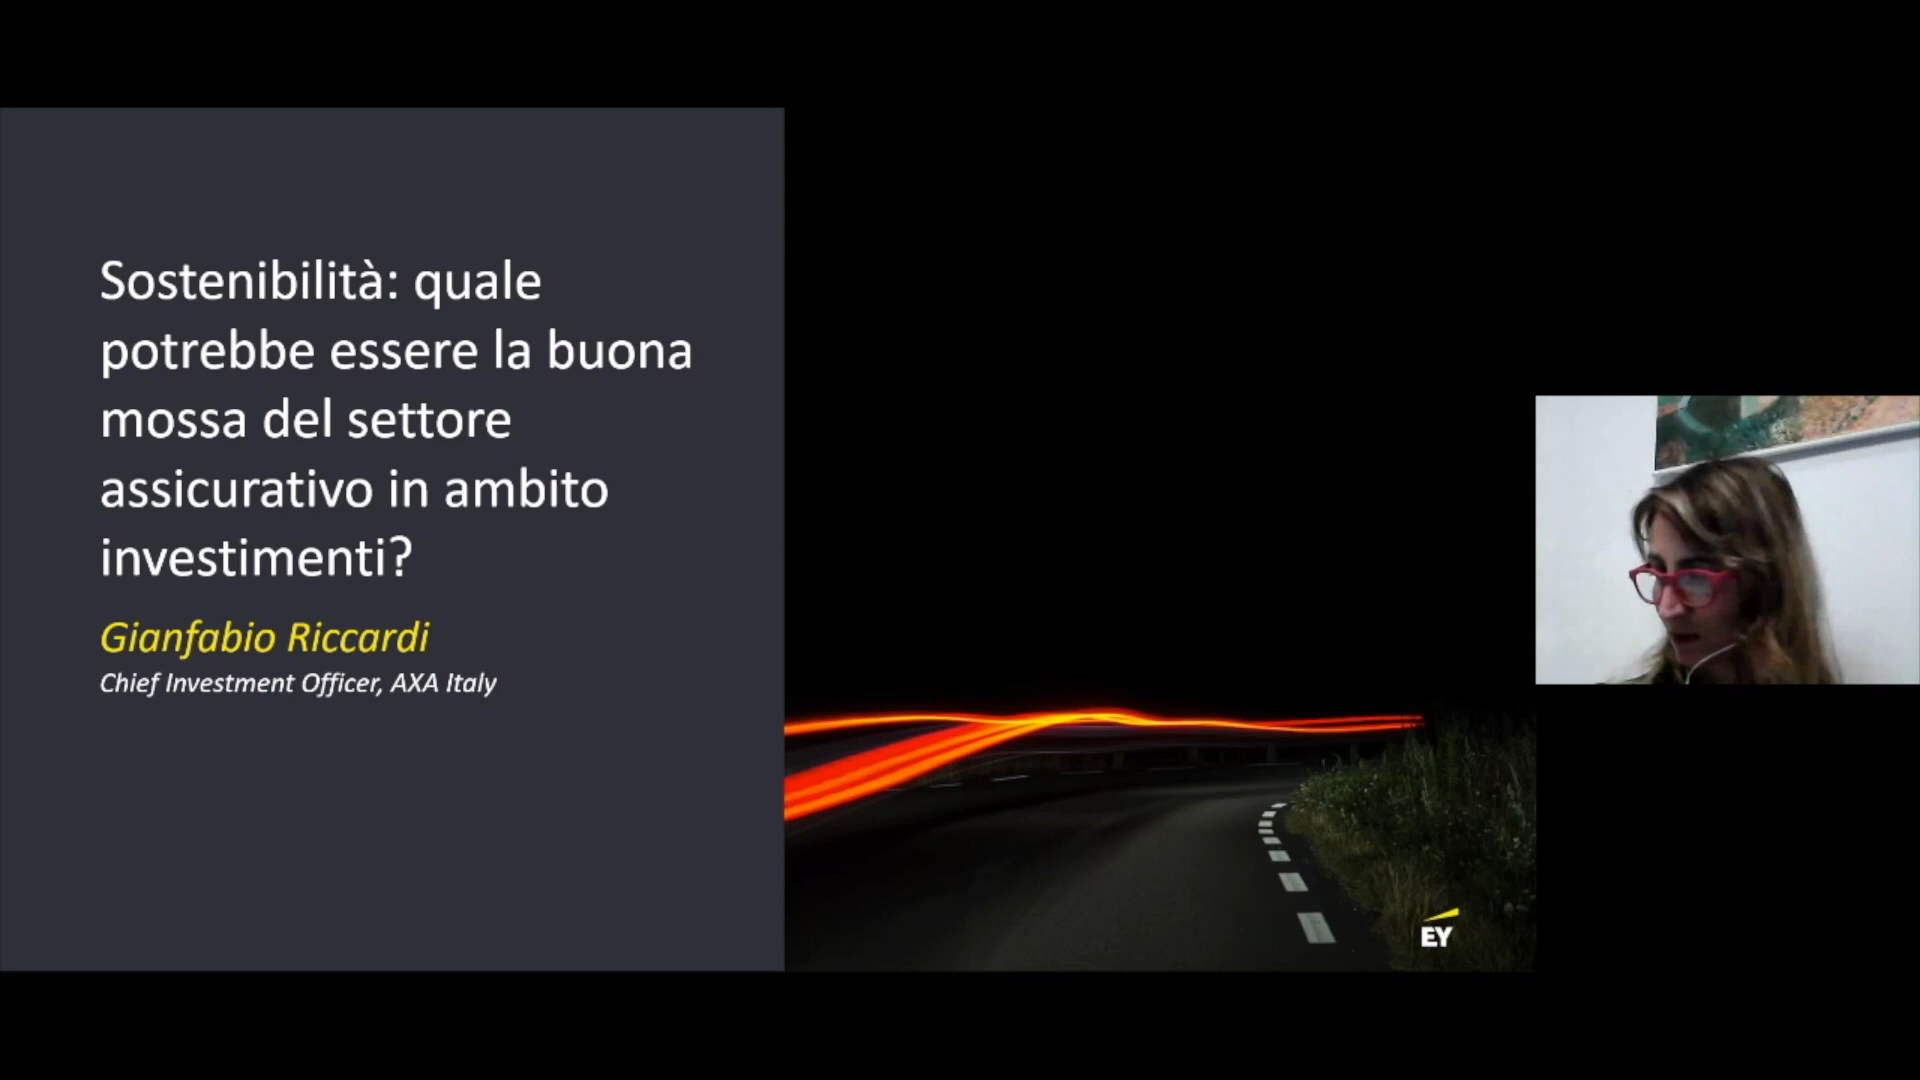 Sostenibilità: quale
potrebbe essere la buona
mossa del settore
assicurativo in ambito
investimenti?
Gianfabio Riccardi
Chief Investment Officer, AXA Italy
EY